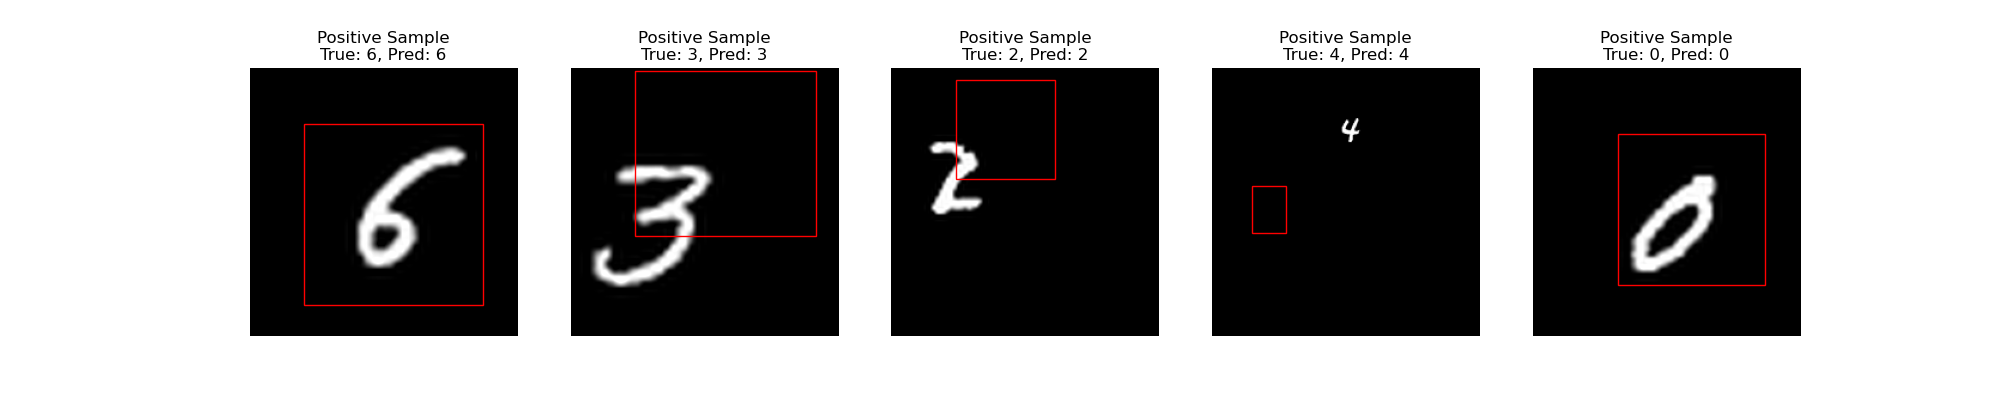 Positive Sample
True: 6, Pred: 6
Positive Sample
True: 3, Pred: 3
Positive Sample
True: 2, Pred: 2
Positive Sample
True: 4, Pred: 4
Positive Sample
True: 0, Pred: 0
6
3
2
4
0